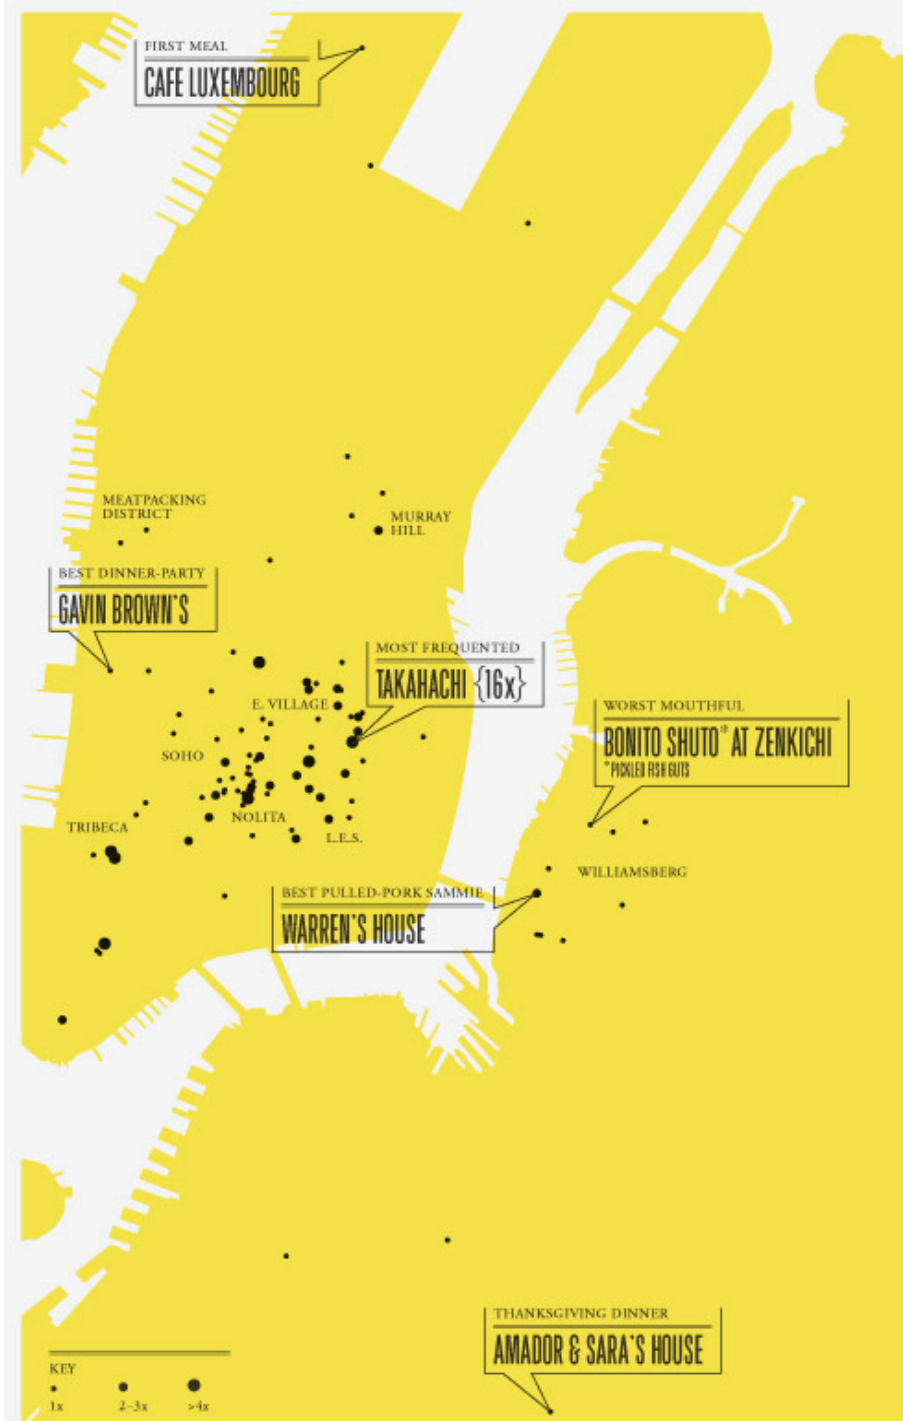 FIRST MEAL
CAFE LUXEMBOURG
MEATPACKING
DISTRICT
MURRAY
HILL
BEST DINNER-PARTY
GAVIN BROWN'S
MOST FREQUENTED
TAKAHACHI {16x}
E. VILLAGE
WORST MOUTHFUL
BONITO SHUTO* AT ZENKICHI
*PICKLED FISH GUTS
SOHO
NOLITA
TRIBECA
L.E.S.
WILLIAMSBERG
BEST PULLED-PORK SAMMIE
WARREN'S HOUSE
THANKSGIVING DINNER
AMADOR & SARA'S HOUSE
KEY
1x 2–3x >4x